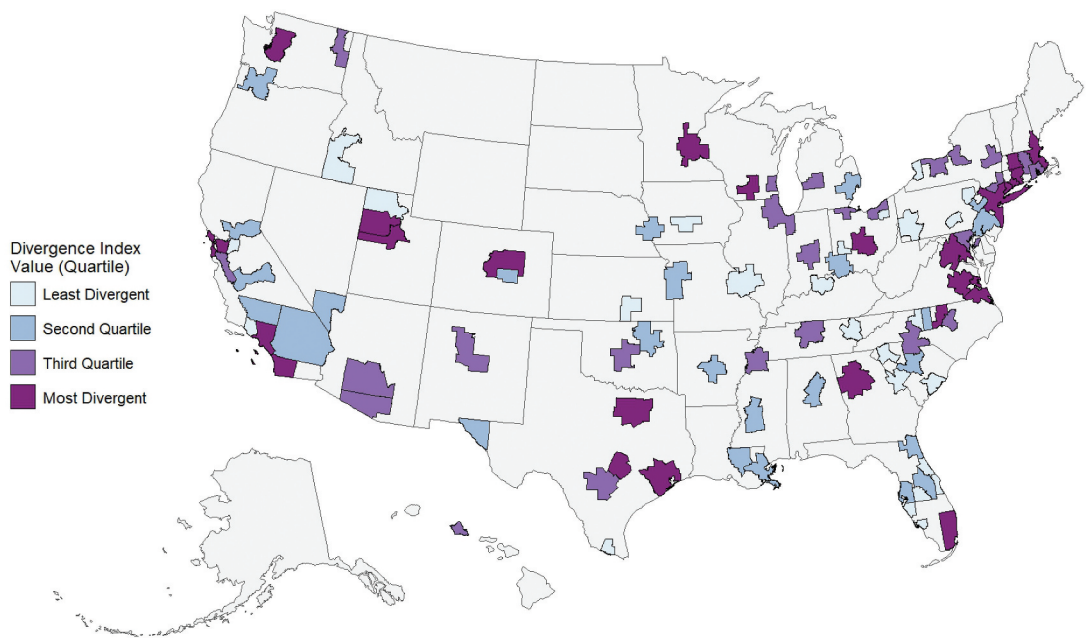 Divergence Index
Value (Quartile)
Least Divergent
Second Quartile
Third Quartile
Most Divergent